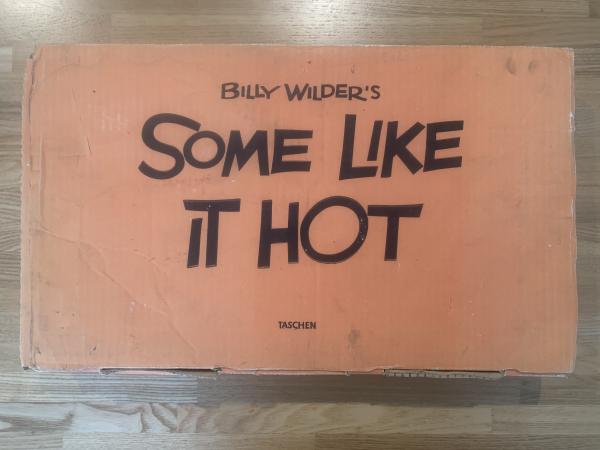 BILLY WILDER'S
SOME LIKE
IT HOT
TASCHEN